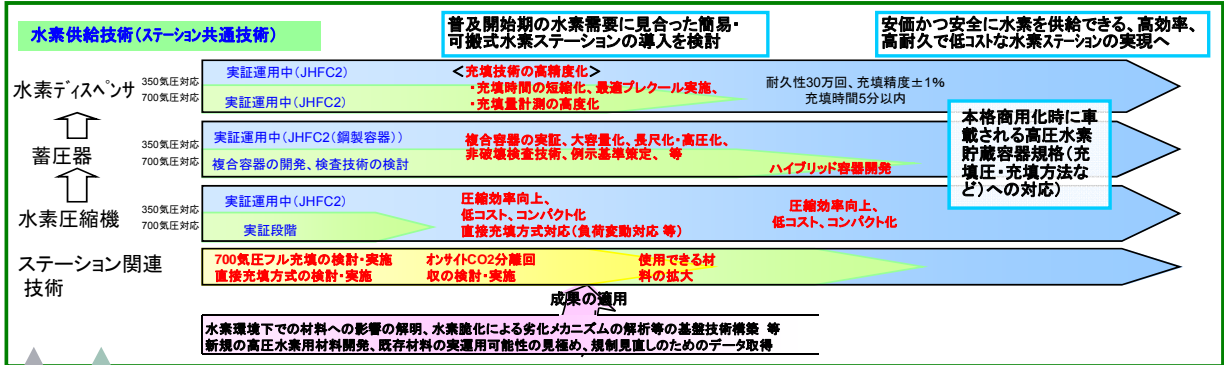 水素供給技術(ステーション共通技術)
普及開始期の水素需要に見合った簡易・
可搬式水素ステーションの導入を検討
安価かつ安全に水素を供給できる、高効率、
高耐久で低コストな水素ステーションの実現へ
水素ディスペンサ
350気圧対応
700気圧対応
実証運用中(JHFC2)
実証運用中(JHFC2)
<充填技術の高精度化>
・充填時間の短縮化、最適プレクール実施、
・充填量計測の高度化
耐久性30万回、充填精度±1%
充填時間5分以内
蓄圧器
350気圧対応
700気圧対応
実証運用中(JHFC2(鋼製容器))
複合容器の開発、検査技術の検討
複合容器の実証、大容量化、長尺化・高圧化、
非破壊検査技術、例示基準策定、 等
ハイブリッド容器開発
本格商用化時に車
載される高圧水素
貯蔵容器規格(充
填圧・充填方法な
ど)への対応
水素圧縮機
350気圧対応
700気圧対応
実証運用中(JHFC2)
実証段階
圧縮効率向上、
低コスト、コンパクト化
直接充填方式対応(負荷変動対応 等)
圧縮効率向上、
低コスト、コンパクト化
ステーション関連
技術
700気圧フル充填の検討・実施
直接充填方式の検討・実施
オンサイトCO2分離回
収の検討・実施
使用できる材
料の拡大
成果の適用
水素環境下での材料への影響の解明、水素脆化による劣化メカニズムの解析等の基盤技術構築 等
新規の高圧水素用材料開発、既存材料の実運用可能性の見極め、規制見直しのためのデータ取得